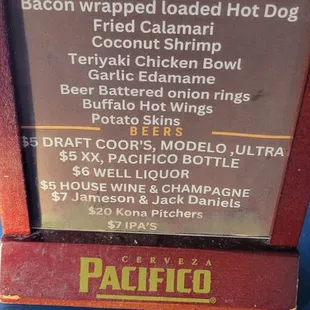 Bacon wrapped loaded Hot Dog
Fried Calamari
Coconut Shrimp
Teriyaki Chicken Bowl
Garlic Edamame
Beer Battered onion rings
Buffalo Hot Wings
Potato Skins
BEERS
$5 DRAFT COOR'S, MODELO ,ULTRA
$5 XX, PACIFICO BOTTLE
$6 WELL LIQUOR
$5 HOUSE WINE & CHAMPAGNE
$7 Jameson & Jack Daniels
$20 Kona Pitchers
$7 IPA'S
CERVEZA
PACIFICO